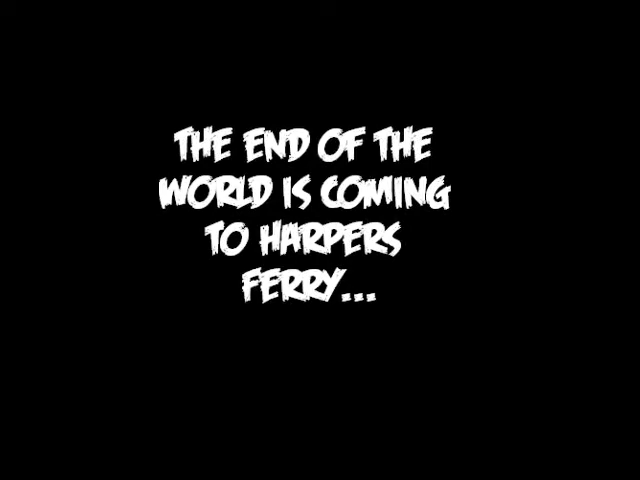 THE END OF THE
WORLD IS COMING
TO HARPERS
FERRY...